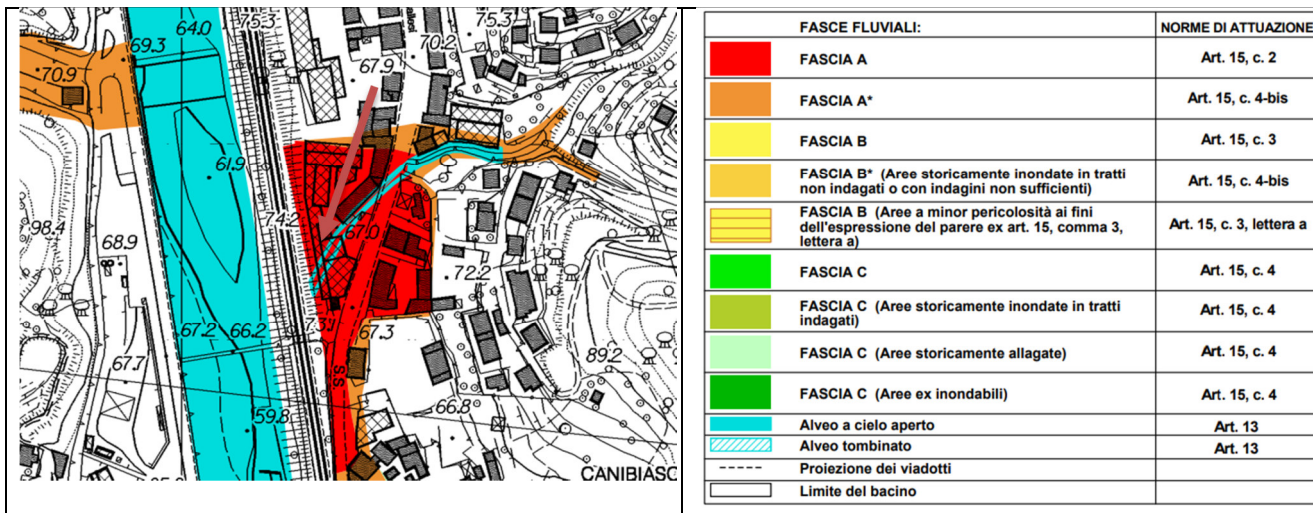 69.3
64.0
75.3
75.3
70.2
67.9
70.9
61.9
74.2
67.0
98.4
68.9
72.2
67.2
66.2
73.1
67.3
67.7
89.2
59.8
S.S
66.8
CANIBIASC
FASCE FLUVIALI:
NORME DI ATTUAZIONE
FASCIA A
Art. 15, c. 2
FASCIA A*
Art. 15, c. 4-bis
FASCIA B
Art. 15, c. 3
FASCIA B* (Aree storicamente inondate in tratti
non indagati o con indagini non sufficienti)
Art. 15, c. 4-bis
FASCIA B (Aree a minor pericolosità ai fini
dell'espressione del parere ex art. 15, comma 3,
lettera a)
Art. 15, c. 3, lettera a
FASCIA C
Art. 15, c. 4
FASCIA C (Aree storicamente inondate in tratti
indagati)
Art. 15, c. 4
FASCIA C (Aree storicamente allagate)
Art. 15, c. 4
FASCIA C (Aree ex inondabili)
Art. 15, c. 4
Alveo a cielo aperto
Art. 13
Alveo tombinato
Art. 13
Proiezione dei viadotti
Limite del bacino